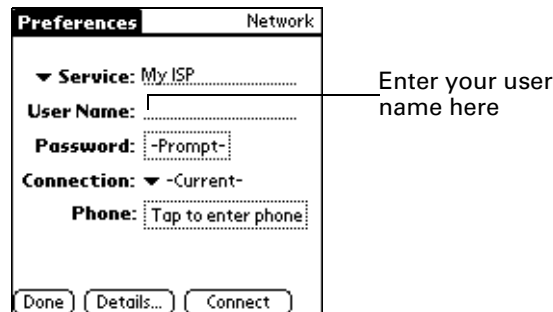 Preferences Network
▼ Service: My ISP
User Name:
Password: -Prompt-
Connection: ▼ -Current-
Phone: Tap to enter phone
Done Details... Connect
Enter your user
name here